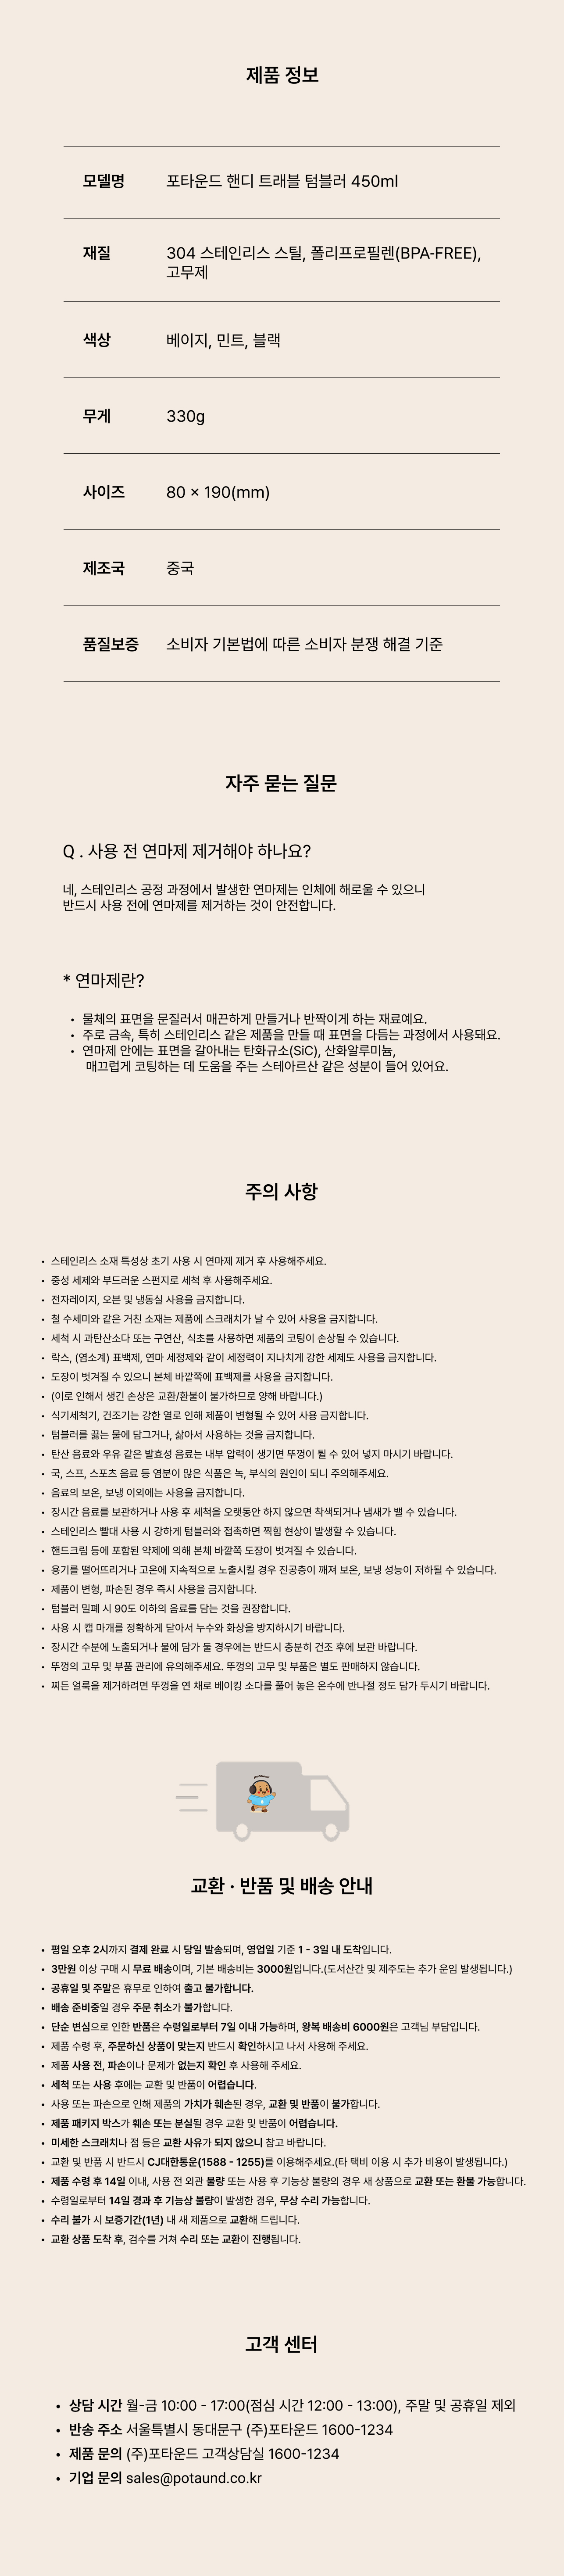 제품 정보
모델명 포타운드 핸디 트래블 텀블러 450ml
재질 304 스테인리스 스틸, 폴리프로필렌(BPA-FREE),
고무제
색상 베이지, 민트, 블랙
무게 330g
사이즈 80 × 190(mm)
제조국 중국
품질보증 소비자 기본법에 따른 소비자 분쟁 해결 기준
자주 묻는 질문
Q . 사용 전 연마제 제거해야 하나요?
네, 스테인리스 공정 과정에서 발생한 연마제는 인체에 해로울 수 있으니
반드시 사용 전에 연마제를 제거하는 것이 안전합니다.
* 연마제란?
• 물체의 표면을 문질러서 매끈하게 만들거나 반짝이게 하는 재료예요.
• 주로 금속, 특히 스테인리스 같은 제품을 만들 때 표면을 다듬는 과정에서 사용돼요.
• 연마제 안에는 표면을 갈아내는 탄화규소(SiC), 산화알루미늄,
매끄럽게 코팅하는 데 도움을 주는 스테아르산 같은 성분이 들어 있어요.
주의 사항
• 스테인리스 소재 특성상 초기 사용 시 연마제 제거 후 사용해주세요.
• 중성 세제와 부드러운 스펀지로 세척 후 사용해주세요.
• 전자레이지, 오븐 및 냉동실 사용을 금지합니다.
• 철 수세미와 같은 거친 소재는 제품에 스크래치가 날 수 있어 사용을 금지합니다.
• 세척 시 과탄산소다 또는 구연산, 식초를 사용하면 제품의 코팅이 손상될 수 있습니다.
• 락스, (염소계) 표백제, 연마 세정제와 같이 세정력이 지나치게 강한 세제도 사용을 금지합니다.
• 도장이 벗겨질 수 있으니 본체 바깥쪽에 표백제를 사용을 금지합니다.
• (이로 인해서 생긴 손상은 교환/환불이 불가하므로 양해 바랍니다.)
• 식기세척기, 건조기는 강한 열로 인해 제품이 변형될 수 있어 사용 금지합니다.
• 텀블러를 끓는 물에 담그거나, 삶아서 사용하는 것을 금지합니다.
• 탄산 음료와 우유 같은 발효성 음료는 내부 압력이 생기면 뚜껑이 튈 수 있어 넣지 마시기 바랍니다.
• 국, 스프, 스포츠 음료 등 염분이 많은 식품은 녹, 부식의 원인이 되니 주의해주세요.
• 음료의 보온, 보냉 이외에는 사용을 금지합니다.
• 장시간 음료를 보관하거나 사용 후 세척을 오랫동안 하지 않으면 착색되거나 냄새가 밸 수 있습니다.
• 스테인리스 빨대 사용 시 강하게 텀블러와 접촉하면 찍힘 현상이 발생할 수 있습니다.
• 핸드크림 등에 포함된 약제에 의해 본체 바깥쪽 도장이 벗겨질 수 있습니다.
• 용기를 떨어뜨리거나 고온에 지속적으로 노출시킬 경우 진공층이 깨져 보온, 보냉 성능이 저하될 수 있습니다.
• 제품이 변형, 파손된 경우 즉시 사용을 금지합니다.
• 텀블러 밀폐 시 90도 이하의 음료를 담는 것을 권장합니다.
• 사용 시 캡 마개를 정확하게 닫아서 누수와 화상을 방지하시기 바랍니다.
• 장시간 수분에 노출되거나 물에 담가 둘 경우에는 반드시 충분히 건조 후에 보관 바랍니다.
• 뚜껑의 고무 및 부품 관리에 유의해주세요. 뚜껑의 고무 및 부품은 별도 판매하지 않습니다.
• 찌든 얼룩을 제거하려면 뚜껑을 연 채로 베이킹 소다를 풀어 놓은 온수에 반나절 정도 담가 두시기 바랍니다.
교환 · 반품 및 배송 안내
• 평일 오후 2시까지 결제 완료 시 당일 발송되며, 영업일 기준 1 - 3일 내 도착입니다.
• 3만원 이상 구매 시 무료 배송이며, 기본 배송비는 3000원입니다.(도서산간 및 제주도는 추가 운임 발생됩니다.)
• 공휴일 및 주말은 휴무로 인하여 출고 불가합니다.
• 배송 준비중일 경우 주문 취소가 불가합니다.
• 단순 변심으로 인한 반품은 수령일로부터 7일 이내 가능하며, 왕복 배송비 6000원은 고객님 부담입니다.
• 제품 수령 후, 주문하신 상품이 맞는지 반드시 확인하시고 나서 사용해 주세요.
• 제품 사용 전, 파손이나 문제가 없는지 확인 후 사용해 주세요.
• 세척 또는 사용 후에는 교환 및 반품이 어렵습니다.
• 사용 또는 파손으로 인해 제품의 가치가 훼손된 경우, 교환 및 반품이 불가합니다.
• 제품 패키지 박스가 훼손 또는 분실될 경우 교환 및 반품이 어렵습니다.
• 미세한 스크래치나 점 등은 교환 사유가 되지 않으니 참고 바랍니다.
• 교환 및 반품 시 반드시 CJ대한통운(1588 - 1255)를 이용해주세요.(타 택비 이용 시 추가 비용이 발생됩니다.)
• 제품 수령 후 14일 이내, 사용 전 외관 불량 또는 사용 후 기능상 불량의 경우 새 상품으로 교환 또는 환불 가능합니다.
• 수령일로부터 14일 경과 후 기능상 불량이 발생한 경우, 무상 수리 가능합니다.
• 수리 불가 시 보증기간(1년) 내 새 제품으로 교환해 드립니다.
• 교환 상품 도착 후, 검수를 거쳐 수리 또는 교환이 진행됩니다.
고객 센터
• 상담 시간 월-금 10:00 - 17:00(점심 시간 12:00 - 13:00), 주말 및 공휴일 제외
• 반송 주소 서울특별시 동대문구 (주)포타운드 1600-1234
• 제품 문의 (주)포타운드 고객상담실 1600-1234
• 기업 문의 sales@potaund.co.kr